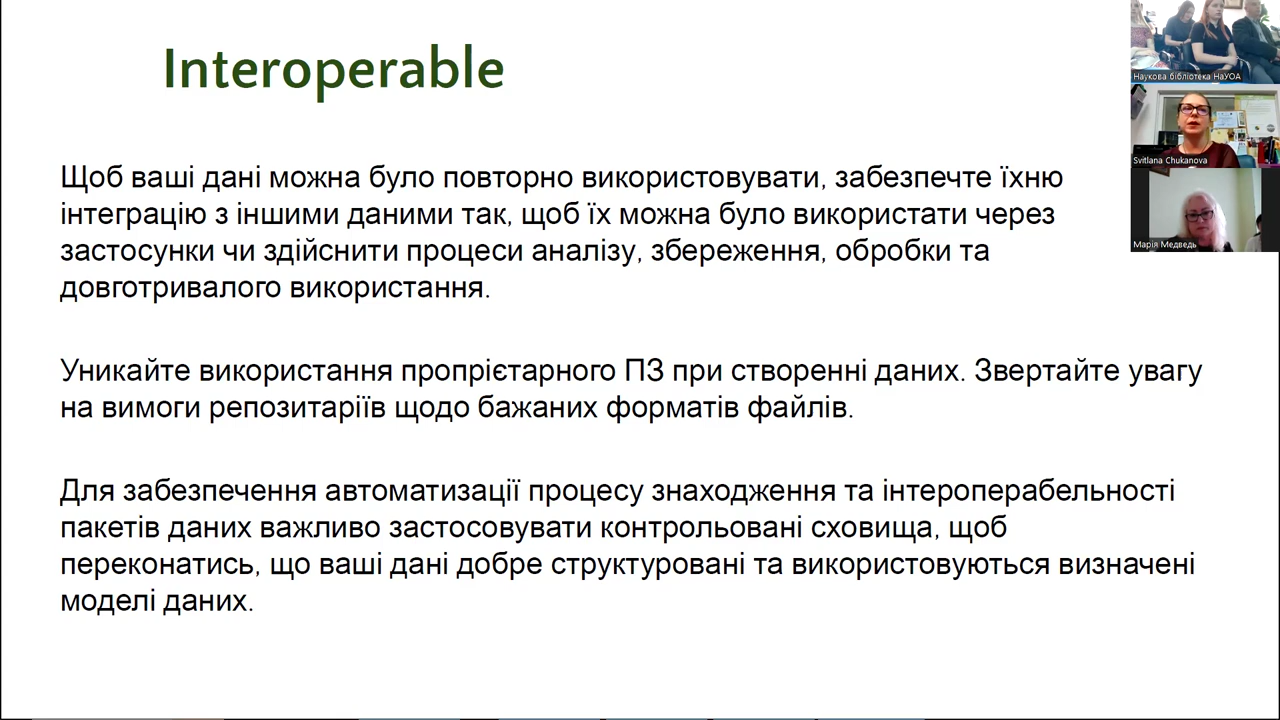 Interoperable
Щоб ваші дані можна було повторно використовувати, забезпечте їхню
інтеграцію з іншими даними так, щоб їх можна було використати через
застосунки чи здійснити процеси аналізу, збереження, обробки та
довготривалого використання.
Уникайте використання пропрієтарного ПЗ при створенні даних. Звертайте увагу
на вимоги репозитаріїв щодо бажаних форматів файлів.
Для забезпечення автоматизації процесу знаходження та інтероперабельності
пакетів даних важливо застосовувати контрольовані сховища, щоб
переконатись, що ваші дані добре структуровані та використовуються визначені
моделі даних.
Наукова бібліотека НаУОА
Svitlana Chukanova
Марія Медведь